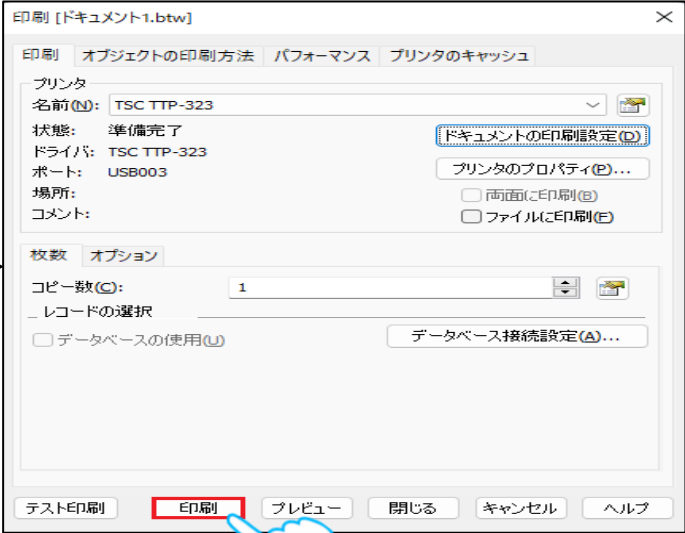 印刷 [ドキュメント1.btw]
印刷 オブジェクトの印刷方法 パフォーマンス プリンタのキャッシュ
プリンタ
名前(N): TSC TTP-323
状態: 準備完了
ドキュメントの印刷設定(D)
ドライバ: TSC TTP-323
ポート: USB003
プリンタのプロパティ(P)...
場所:
両面に印刷(B)
コメント:
ファイルに印刷(F)
枚数 オプション
コピー数(C): 1
レコードの選択
データベースの使用(U)
データベース接続設定(A)...
テスト印刷 印刷 プレビュー 閉じる キャンセル ヘルプ